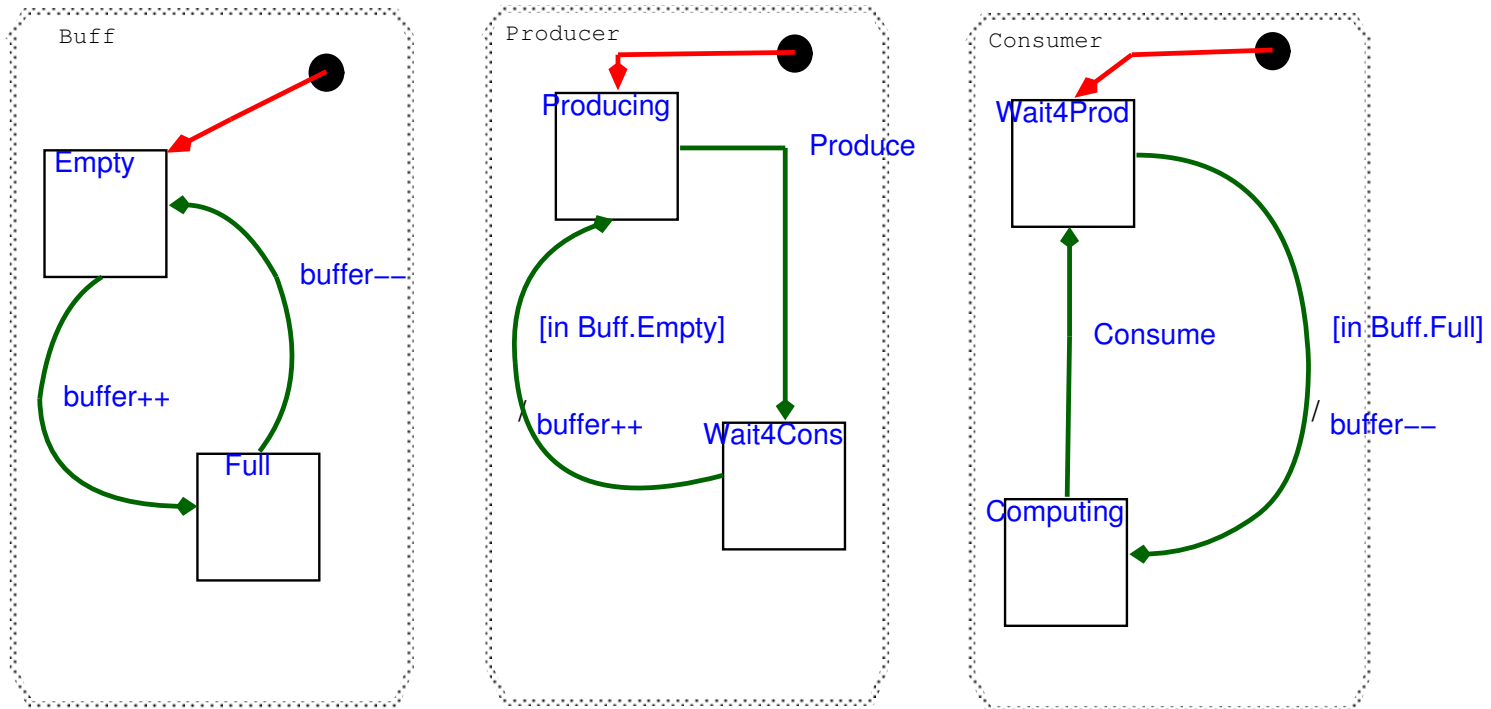 Buff
Empty
buffer−−
buffer++
Full
Producer
Producing
Produce
[in Buff.Empty]
/ buffer++
Wait4Cons
Consumer
Wait4Prod
[in Buff.Full]
Consume
/ buffer−−
Computing